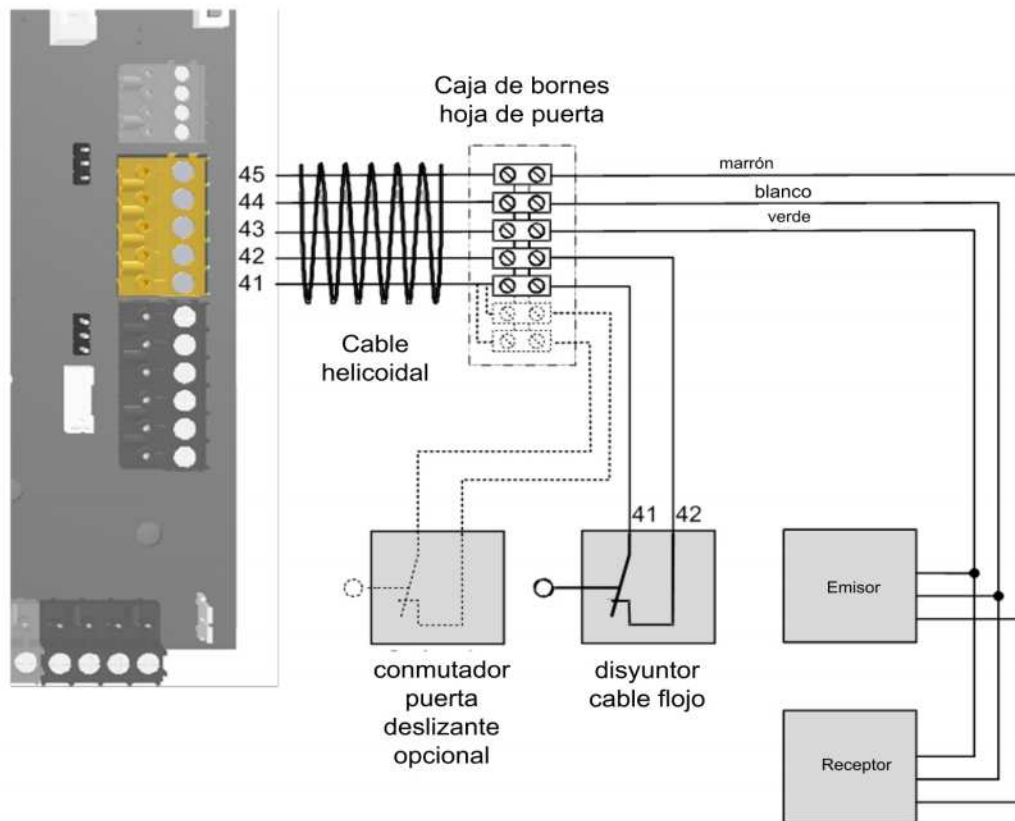 Caja de bornes
hoja de puerta
45
44
43
42
41
marrón
blanco
verde
Cable
helicoidal
41 42
Emisor
conmutador
puerta
deslizante
opcional
disyuntor
cable flojo
Receptor